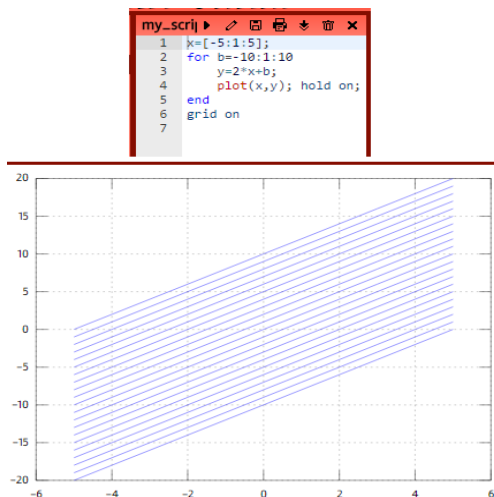 my_scrip
1 x=[-5:1:5];
2 for b=-10:1:10
3 y=2*x+b;
4 plot(x,y); hold on;
5 end
6 grid on
7
20
15
10
5
0
-5
-10
-15
-20
-6 -4 -2 0 2 4 6